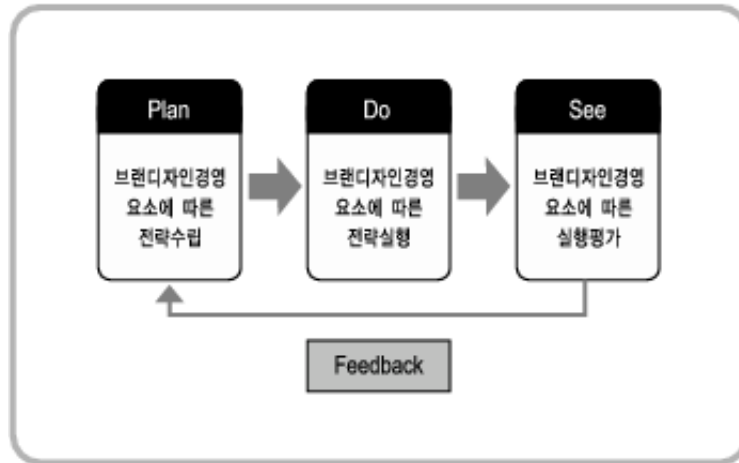 Plan
브랜디자인경영
요소에 따른
전략수립
Do
브랜디자인경영
요소에 따른
전략실행
See
브랜디자인경영
요소에 따른
실행평가
Feedback